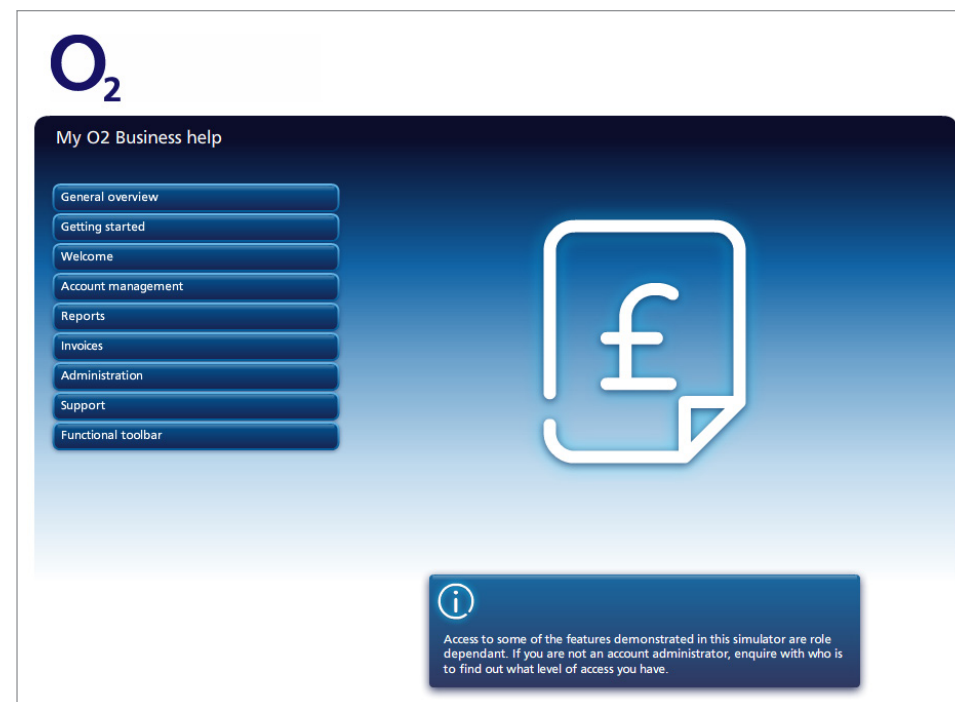 O2
My O2 Business help
General overview
Getting started
Welcome
Account management
Reports
Invoices
Administration
Support
Functional toolbar
£
i
Access to some of the features demonstrated in this simulator are role
dependant. If you are not an account administrator, enquire with who is
to find out what level of access you have.